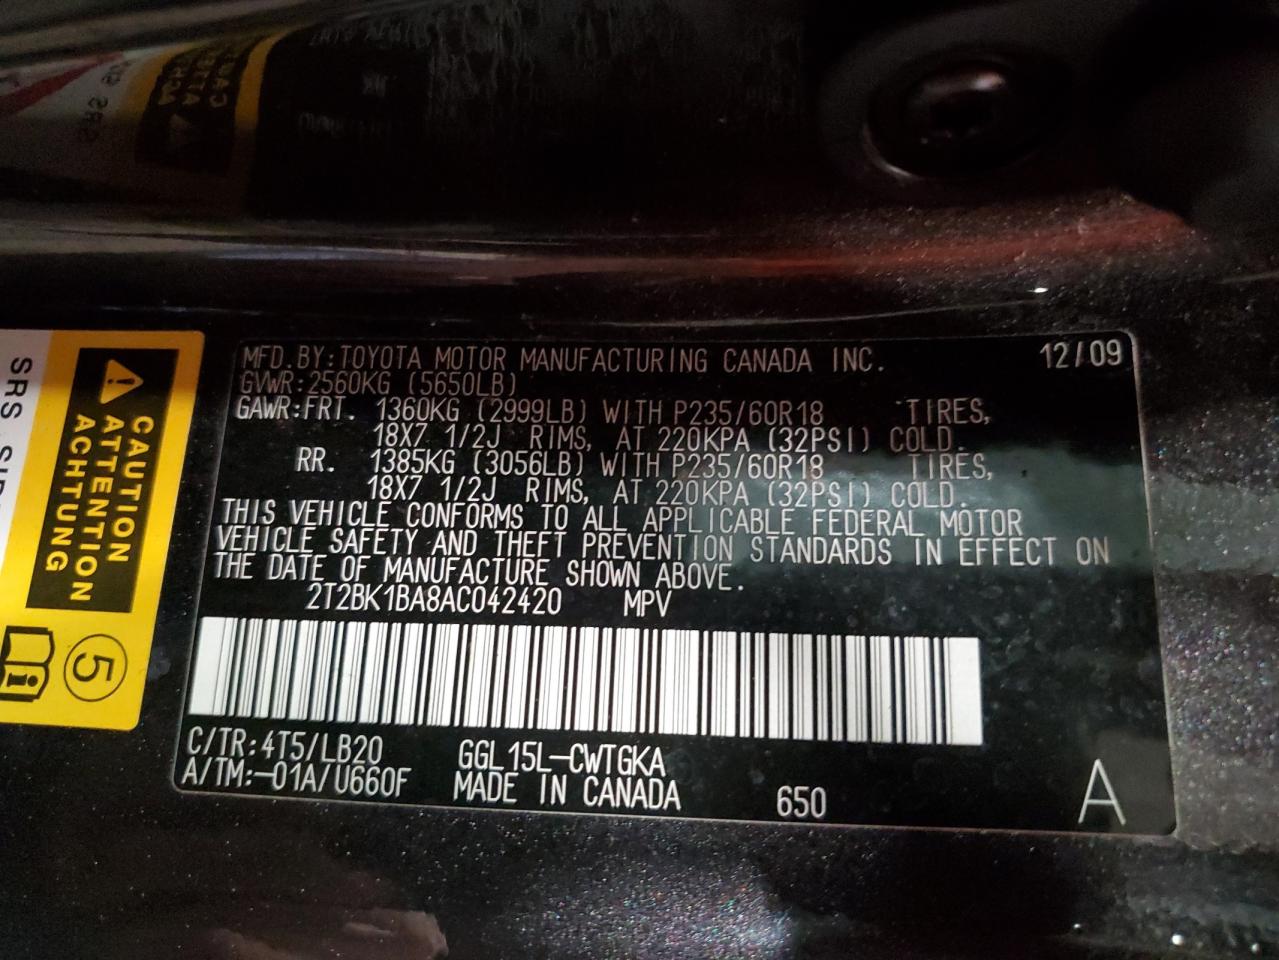 MFD.BY:TOYOTA MOTOR MANUFACTURING CANADA INC. 12/09
GVWR:2560KG (5650LB)
GAWR:FRT. 1360KG (2999LB) WITH P235/60R18 TIRES,
18X7 1/2J RIMS, AT 220KPA (32PSI) COLD.
RR. 1385KG (3056LB) WITH P235/60R18 TIRES,
18X7 1/2J RIMS, AT 220KPA (32PSI) COLD.
THIS VEHICLE CONFORMS TO ALL APPLICABLE FEDERAL MOTOR
VEHICLE SAFETY AND THEFT PREVENTION STANDARDS IN EFFECT ON
THE DATE OF MANUFACTURE SHOWN ABOVE.
2T2BK1BA8AC042420 MPV
C/TR:4T5/LB20 GGL15L-CWTGKA
A/TM:-01A/U660F MADE IN CANADA 650 A
CAUTION
ATTENTION
ACHTUNG
5
SRS